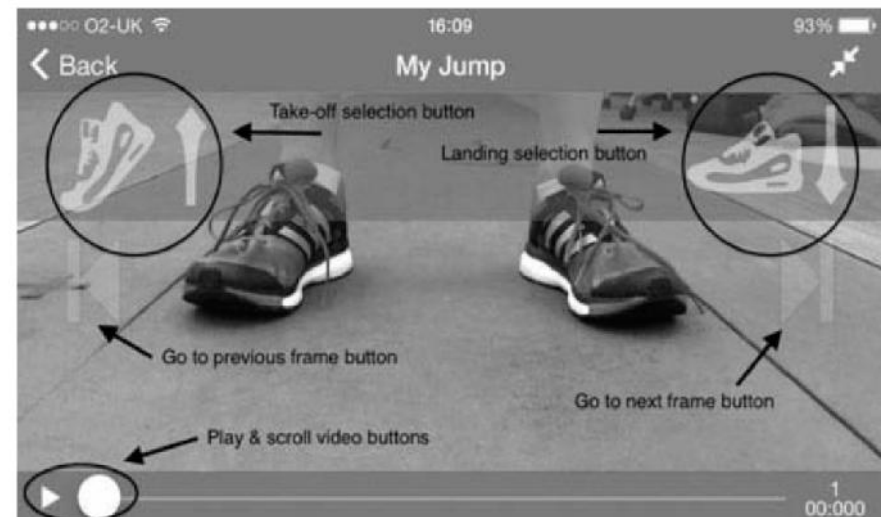 O2-UK 16:09 93%
Back My Jump
Take-off selection button
Landing selection button
Go to previous frame button
Go to next frame button
Play & scroll video buttons
1
00:000